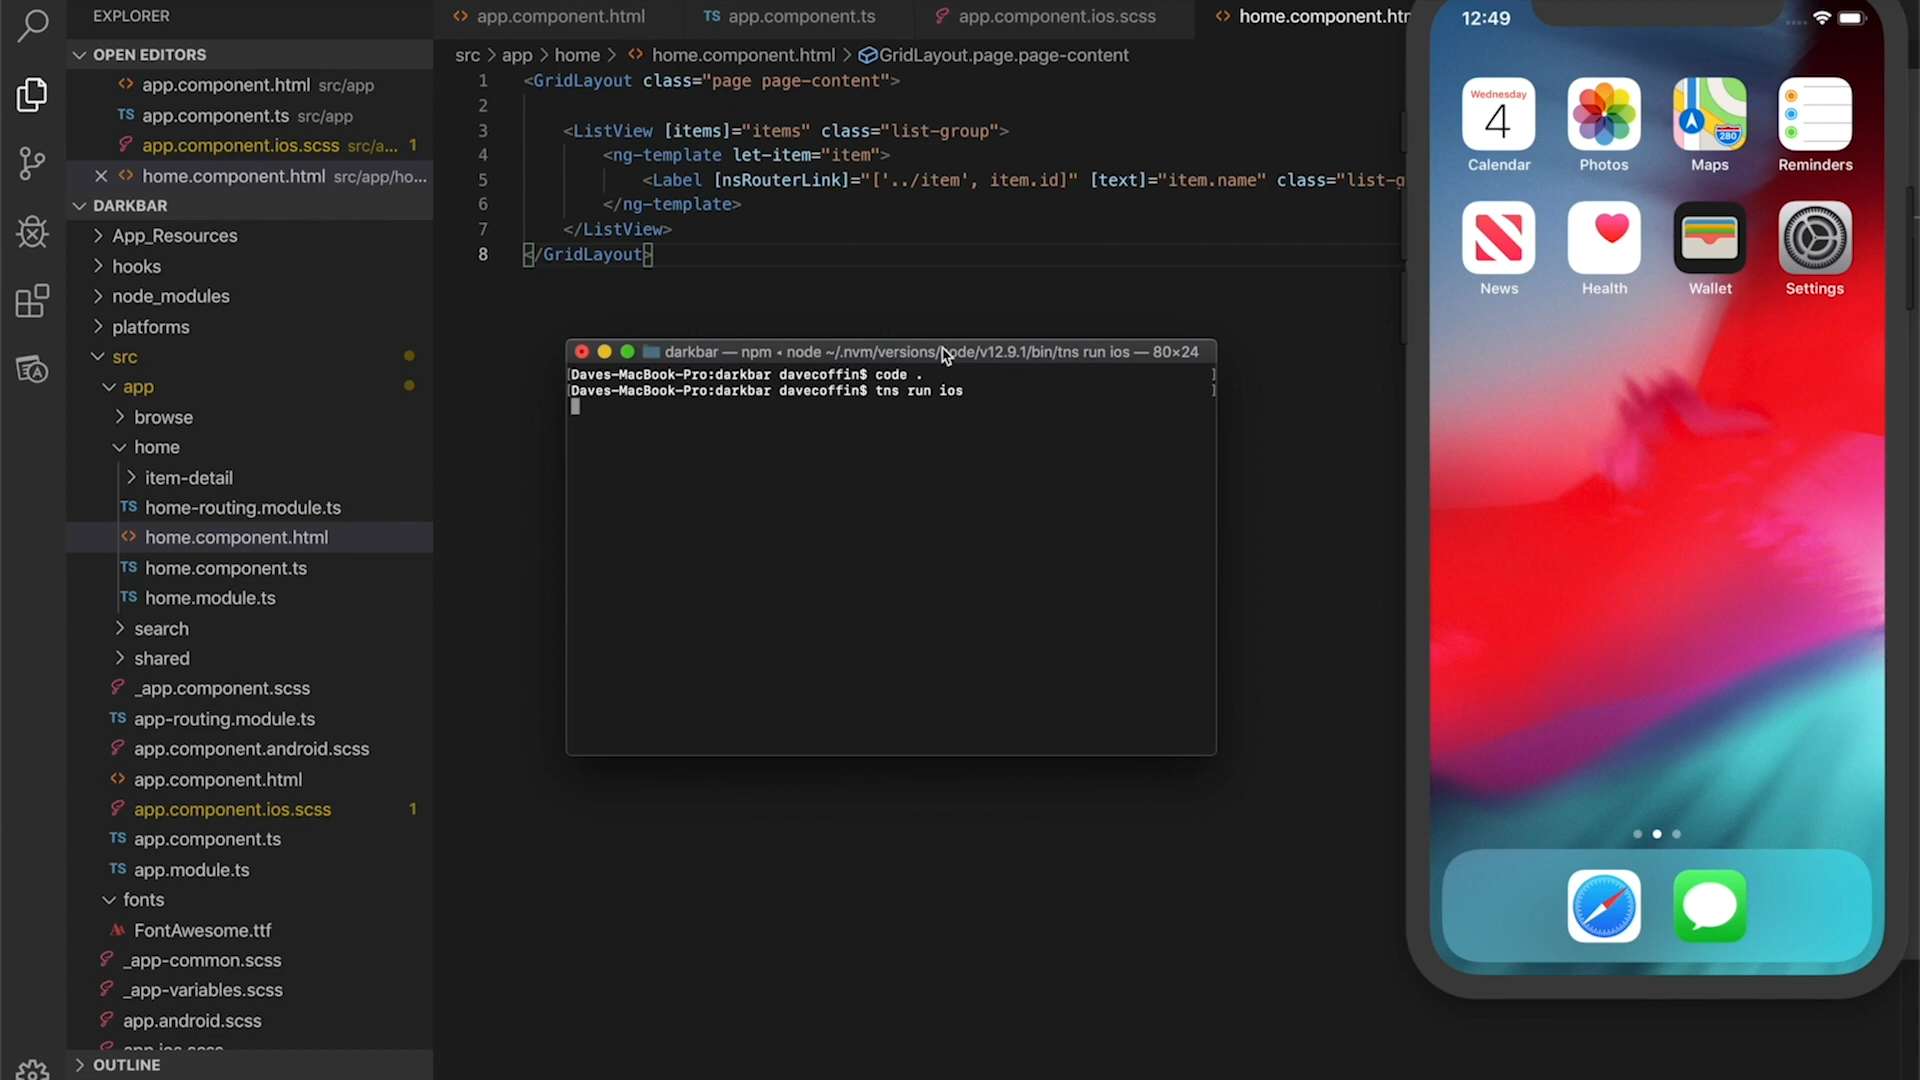 EXPLORER
OPEN EDITORS
app.component.html src/app
TS app.component.ts src/app
app.component.ios.scss src/a... 1
home.component.html src/app/ho...
DARKBAR
App_Resources
hooks
node_modules
platforms
src
app
browse
home
item-detail
TS home-routing.module.ts
home.component.html
TS home.component.ts
TS home.module.ts
search
shared
_app.component.scss
TS app-routing.module.ts
app.component.android.scss
app.component.html
app.component.ios.scss 1
TS app.component.ts
TS app.module.ts
fonts
FontAwesome.ttf
_app-common.scss
_app-variables.scss
app.android.scss
OUTLINE
app.component.html
TS app.component.ts
app.component.ios.scss
home.component.htm
src > app > home > home.component.html > GridLayout.page.page-content
1 <GridLayout class="page page-content">
2
3 <ListView [items]="items" class="list-group">
4 <ng-template let-item="item">
5 <Label [nsRouterLink]="['../item', item.id]" [text]="item.name" class="list-g
6 </ng-template>
7 </ListView>
8 </GridLayout>
darkbar — npm ◂ node ~/.nvm/versions/node/v12.9.1/bin/tns run ios — 80×24
[Daves-MacBook-Pro:darkbar davecoffin$ code . ]
[Daves-MacBook-Pro:darkbar davecoffin$ tns run ios ]
12:49
Wednesday
4
280
Calendar
Photos
Maps
Reminders
News
Health
Wallet
Settings